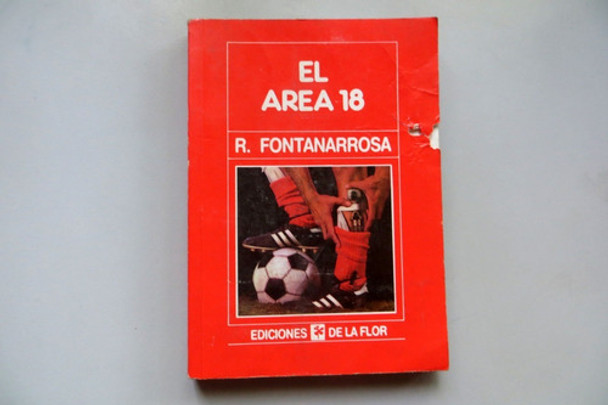 EL
AREA 18
R. FONTANARROSA
EDICIONES DE LA FLOR